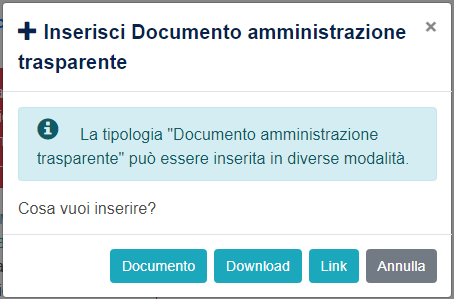 Inserisci Documento amministrazione
trasparente
×
La tipologia "Documento amministrazione
trasparente" può essere inserita in diverse modalità.
Cosa vuoi inserire?
Documento Download Link Annulla